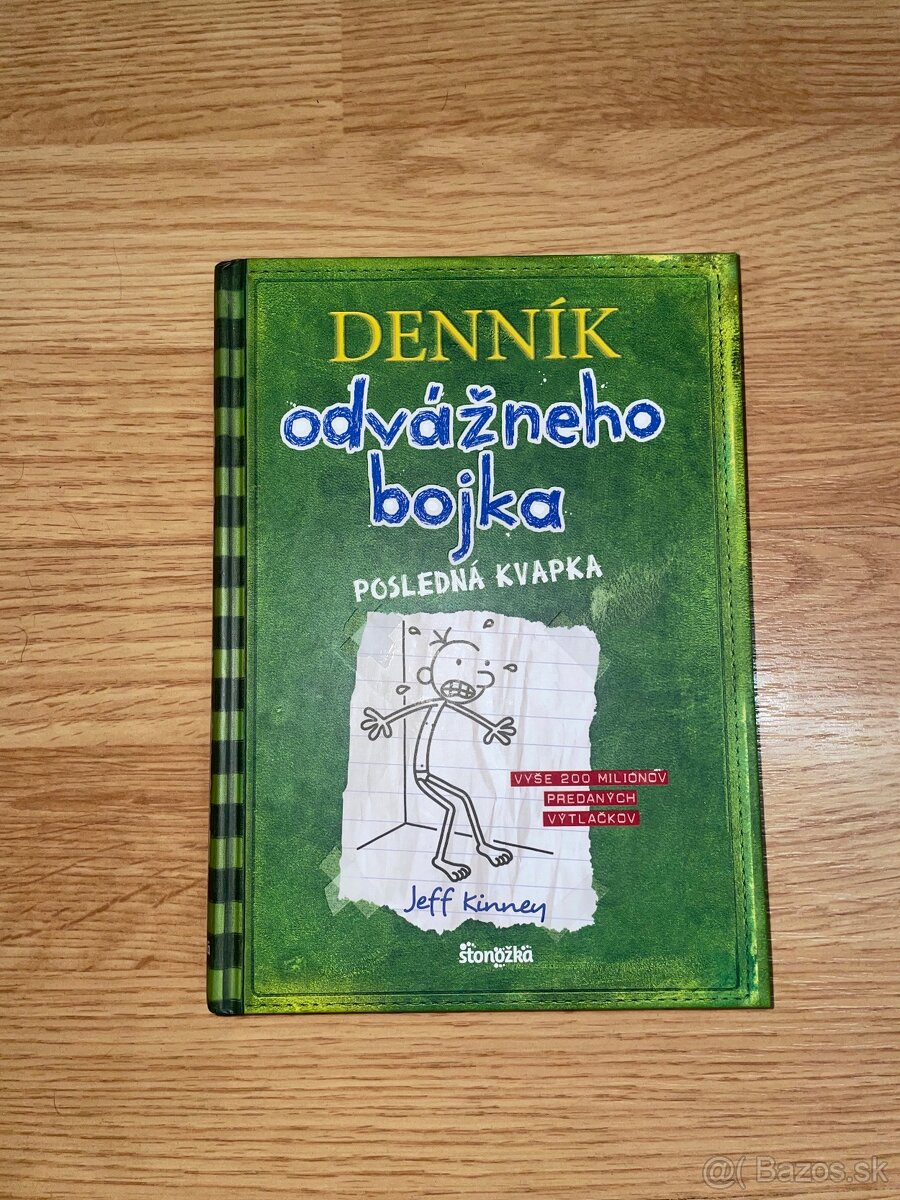 DENNÍK
odvážneho
bojka
POSLEDNÁ KVAPKA
VYŠE 200 MILIÓNOV
PREDANÝCH
VÝTLAČKOV
Jeff Kinney
stonožka
@( Bazos.sk